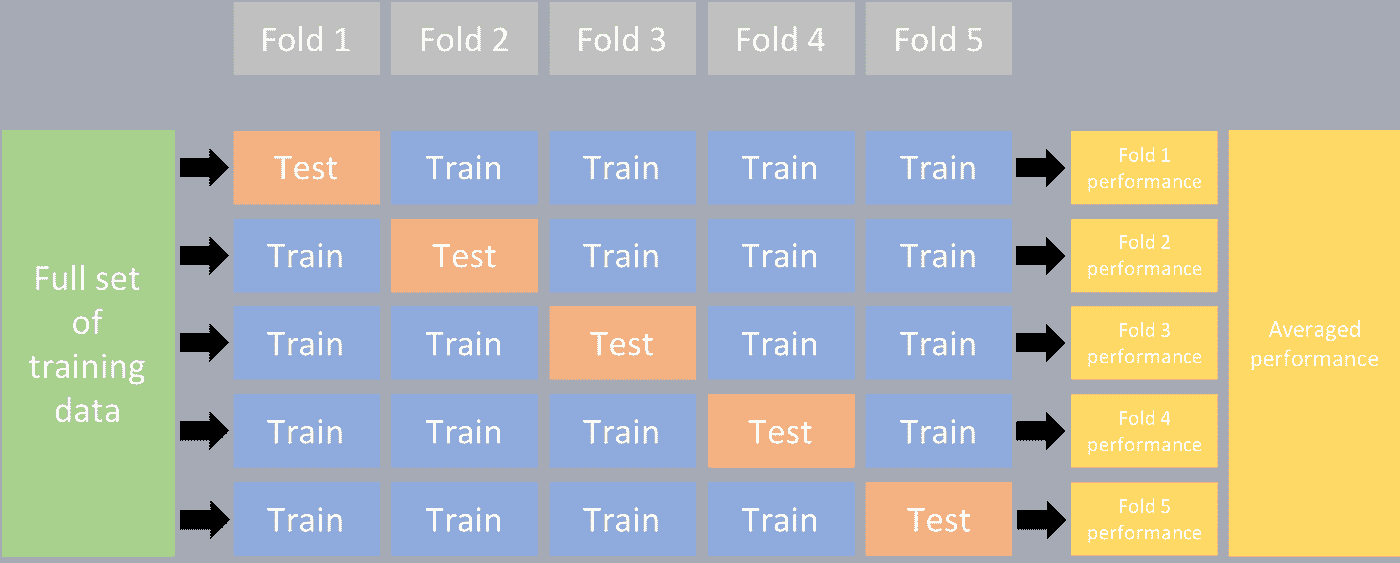 Fold 1
Fold 2
Fold 3
Fold 4
Fold 5
Full set
of
training
data
Test
Train
Train
Train
Train
Fold 1
performance
Train
Test
Train
Train
Train
Fold 2
performance
Train
Train
Test
Train
Train
Fold 3
performance
Train
Train
Train
Test
Train
Fold 4
performance
Train
Train
Train
Train
Test
Fold 5
performance
Averaged
performance